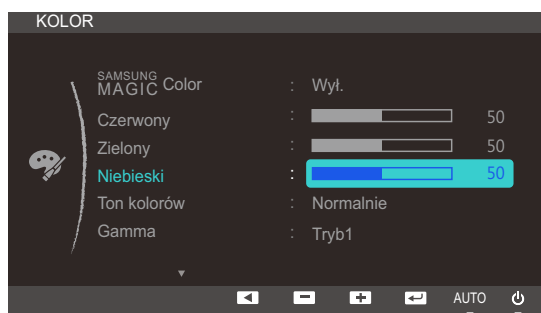 KOLOR
SAMSUNG MAGIC Color : Wył.
Czerwony : 50
Zielony : 50
Niebieski : 50
Ton kolorów : Normalnie
Gamma : Tryb1
AUTO